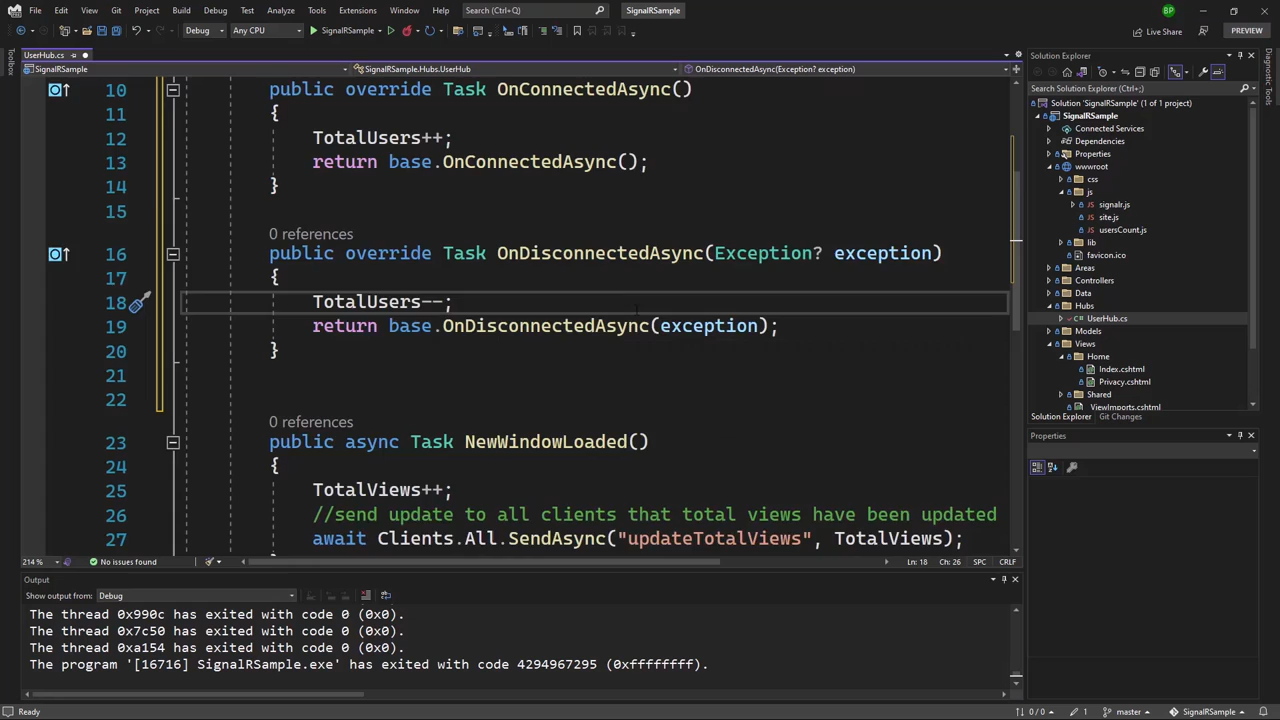 File Edit View Git Project Build Debug Test Analyze Tools Extensions Window Help Search (Ctrl+Q) SignalRSample BP
Debug Any CPU SignalRSample Live Share PREVIEW
Toolbox
UserHub.cs
SignalRSample SignalRSample.Hubs.UserHub OnDisconnectedAsync(Exception? exception)
10 public override Task OnConnectedAsync()
11 {
12 TotalUsers++;
13 return base.OnConnectedAsync();
14 }
15
0 references
16 public override Task OnDisconnectedAsync(Exception? exception)
17 {
18 TotalUsers--;
19 return base.OnDisconnectedAsync(exception);
20 }
21
22
0 references
23 public async Task NewWindowLoaded()
24 {
25 TotalViews++;
26 //send update to all clients that total views have been updated
27 await Clients.All.SendAsync("updateTotalViews", TotalViews);
214 % No issues found Ln: 18 Ch: 26 SPC CRLF
Output
Show output from: Debug
The thread 0x990c has exited with code 0 (0x0).
The thread 0x7c50 has exited with code 0 (0x0).
The thread 0xa154 has exited with code 0 (0x0).
The program '[16716] SignalRSample.exe' has exited with code 4294967295 (0xffffffff).
Solution Explorer
Search Solution Explorer (Ctrl+;)
Solution 'SignalRSample' (1 of 1 project)
SignalRSample
Connected Services
Dependencies
Properties
wwwroot
css
js
signalr.js
site.js
usersCount.js
lib
favicon.ico
Areas
Controllers
Data
Hubs
C# UserHub.cs
Models
Views
Home
Index.cshtml
Privacy.cshtml
Shared
_ViewImports.cshtml
Solution Explorer Git Changes
Properties
Diagnostic Tools
Ready 0 / 0 1 master SignalRSample